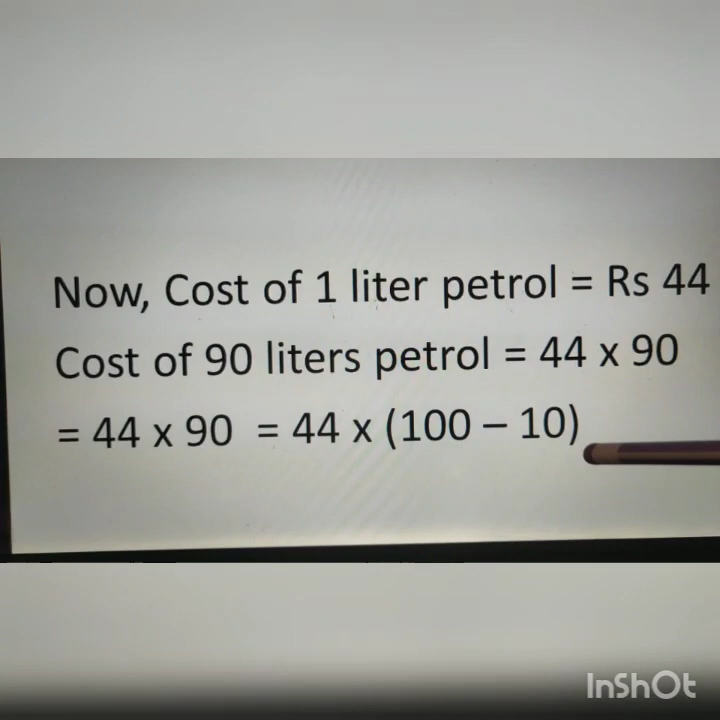 Now, Cost of 1 liter petrol = Rs 44
Cost of 90 liters petrol = 44 x 90
= 44 x 90 = 44 x (100 – 10)
InShOt